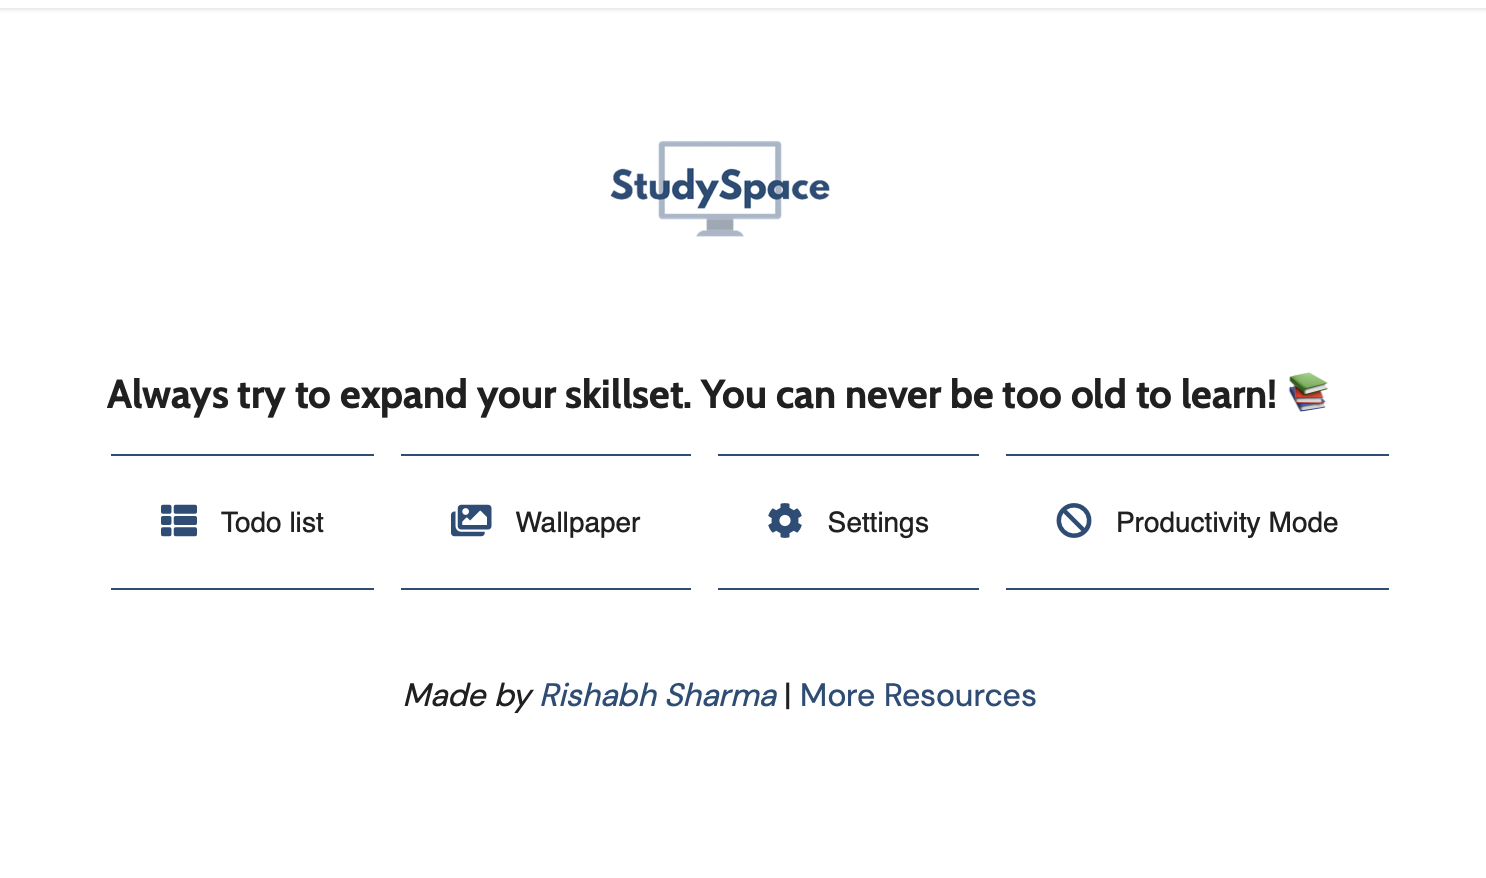 StudySpace
Always try to expand your skillset. You can never be too old to learn! 📚
Todo list
Wallpaper
Settings
Productivity Mode
Made by Rishabh Sharma | More Resources